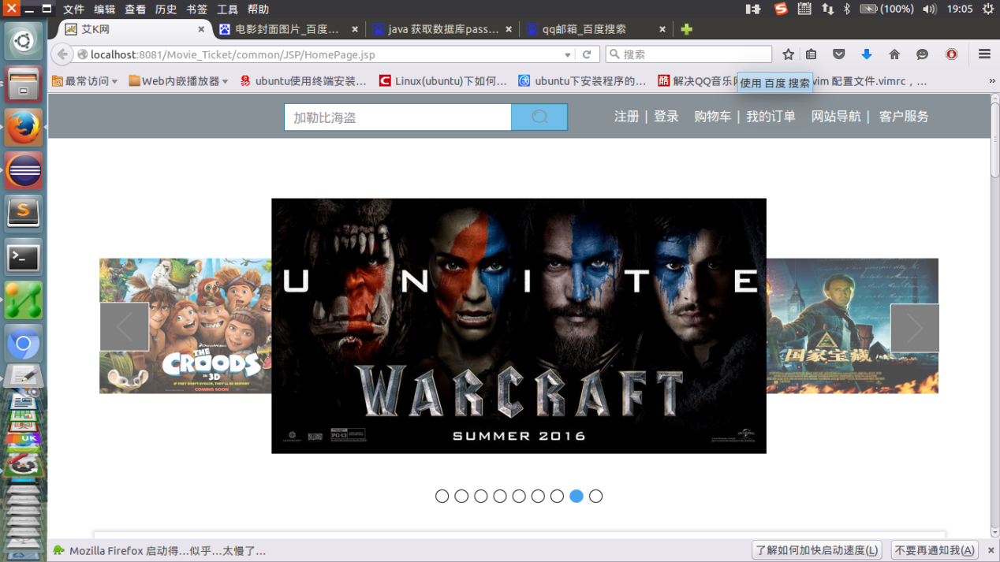 文件 编辑 查看 历史 书签 工具 帮助
(100%) 19:05
艾K网
电影封面图片_百度...
java 获取数据库pass...
qq邮箱_百度搜索
localhost:8081/Movie_Ticket/common/JSP/HomePage.jsp
搜索
最常访问
Web内嵌播放器
ubuntu使用终端安装...
Linux(ubuntu)下如何...
ubuntu下安装程序的...
解决QQ音乐
使用 百度 搜索
vim 配置文件.vimrc，...
加勒比海盗
注册 | 登录 购物车 | 我的订单 网站导航 | 客户服务
UNITE
THE
CROODS
IN 3D
COMING SOON
国家宝藏
WARCRAFT
SUMMER 2016
PG-13
UK
Mozilla Firefox 启动得...似乎...太慢了...
了解如何加快启动速度(L)
不要再通知我(A)